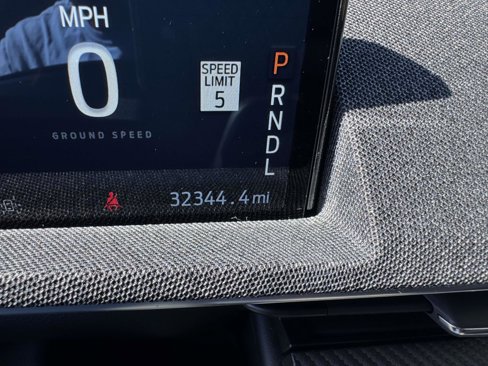 MPH
0
GROUND SPEED
SPEED
LIMIT
5
P
R
N
D
L
32344.4 mi